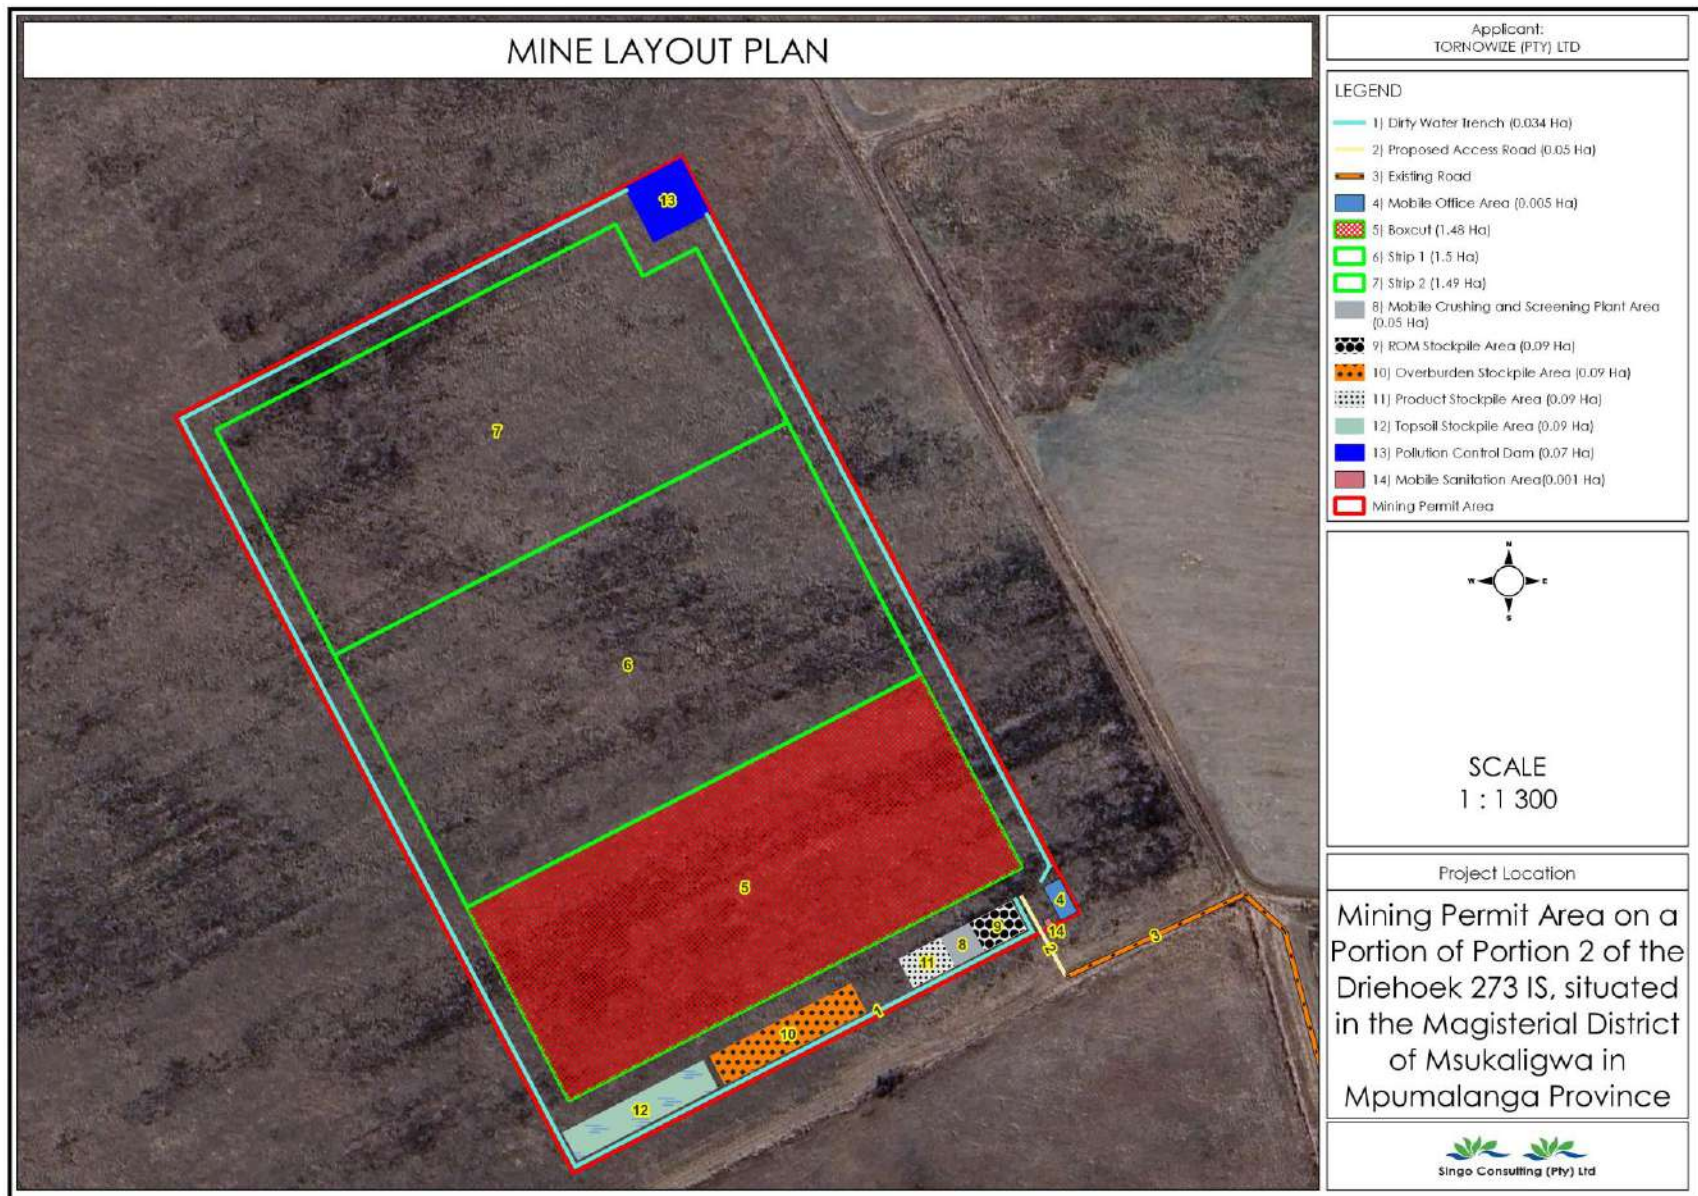 MINE LAYOUT PLAN
Applicant:
TORNOWIZE (PTY) LTD
LEGEND
1) Dirty Water Trench (0.034 Ha)
2) Proposed Access Road (0.05 Ha)
3) Existing Road
4) Mobile Office Area (0.005 Ha)
5) Boxcut (1.48 Ha)
6) Strip 1 (1.5 Ha)
7) Strip 2 (1.49 Ha)
8) Mobile Crushing and Screening Plant Area
(0.05 Ha)
9) ROM Stockpile Area (0.09 Ha)
10) Overburden Stockpile Area (0.09 Ha)
11) Product Stockpile Area (0.09 Ha)
12) Topsoil Stockpile Area (0.09 Ha)
13) Pollution Control Dam (0.07 Ha)
14) Mobile Sanitation Area(0.001 Ha)
Mining Permit Area
N
W E
S
SCALE
1 : 1 300
Project Location
Mining Permit Area on a
Portion of Portion 2 of the
Driehoek 273 IS, situated
in the Magisterial District
of Msukaligwa in
Mpumalanga Province
Singo Consulting (Pty) Ltd
13
7
6
5
4
9
14
3
8
2
11
1
10
12